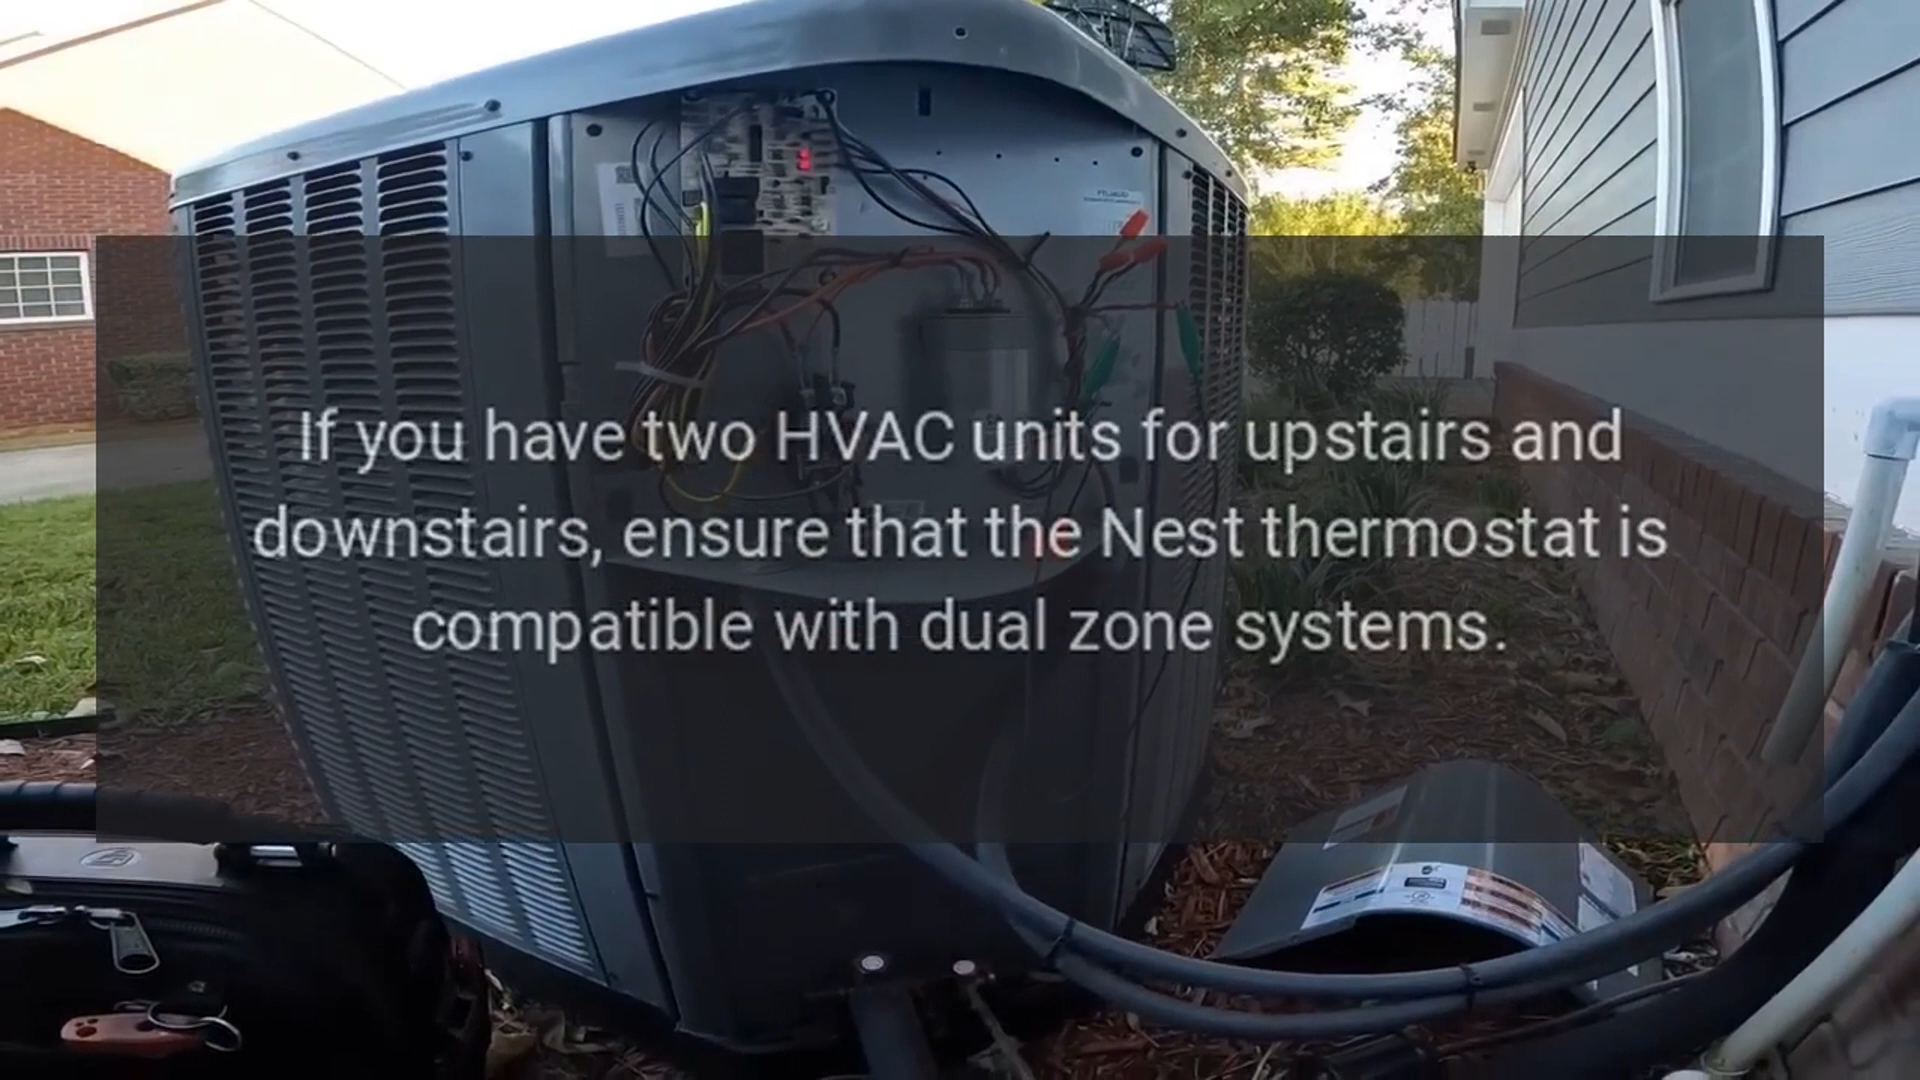 If you have two HVAC units for upstairs and
downstairs, ensure that the Nest thermostat is
compatible with dual zone systems.